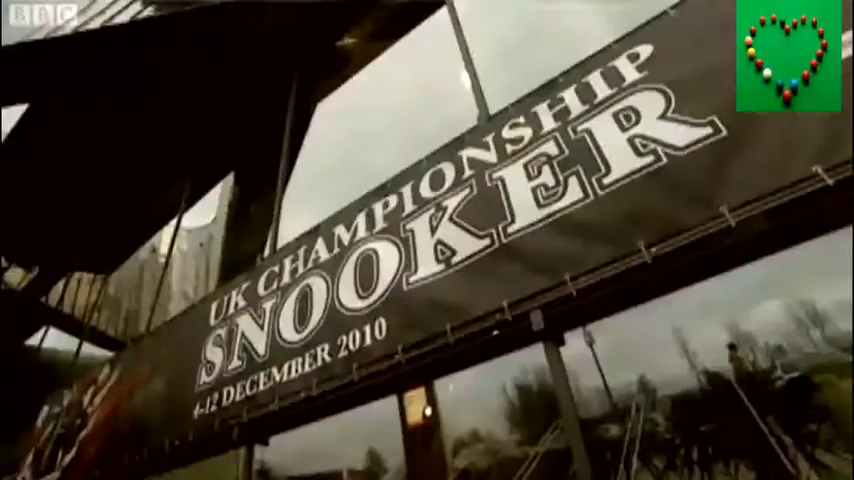 BBC
UK CHAMPIONSHIP
SNOOKER
4-12 DECEMBER 2010